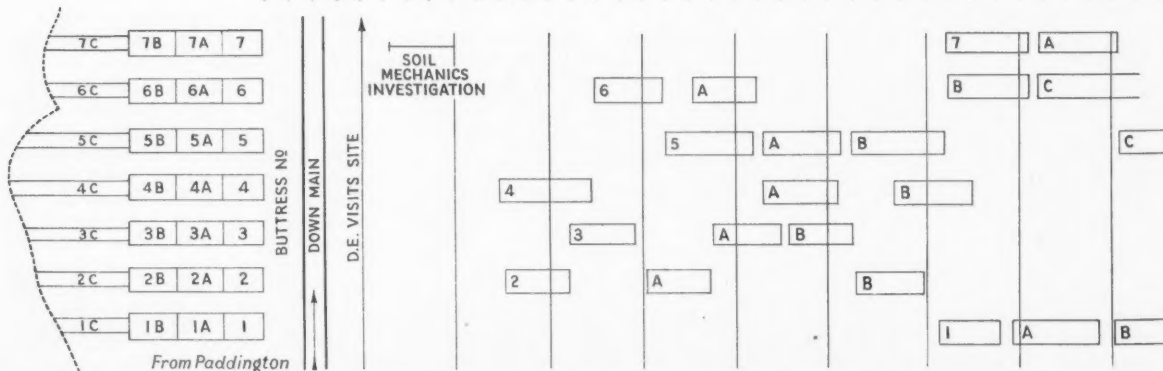 7C 7B 7A 7 SOIL 7 A
MECHANICS
6C 6B 6A 6 INVESTIGATION 6 A B C
5C 5B 5A 5 5 A B C
4C 4B 4A 4 4 A B
3C 3B 3A 3 3 A B
2C 2B 2A 2 2 A B
1C 1B 1A 1 1 A B
BUTTRESS Nº
DOWN MAIN
D.E. VISITS SITE
From Paddington